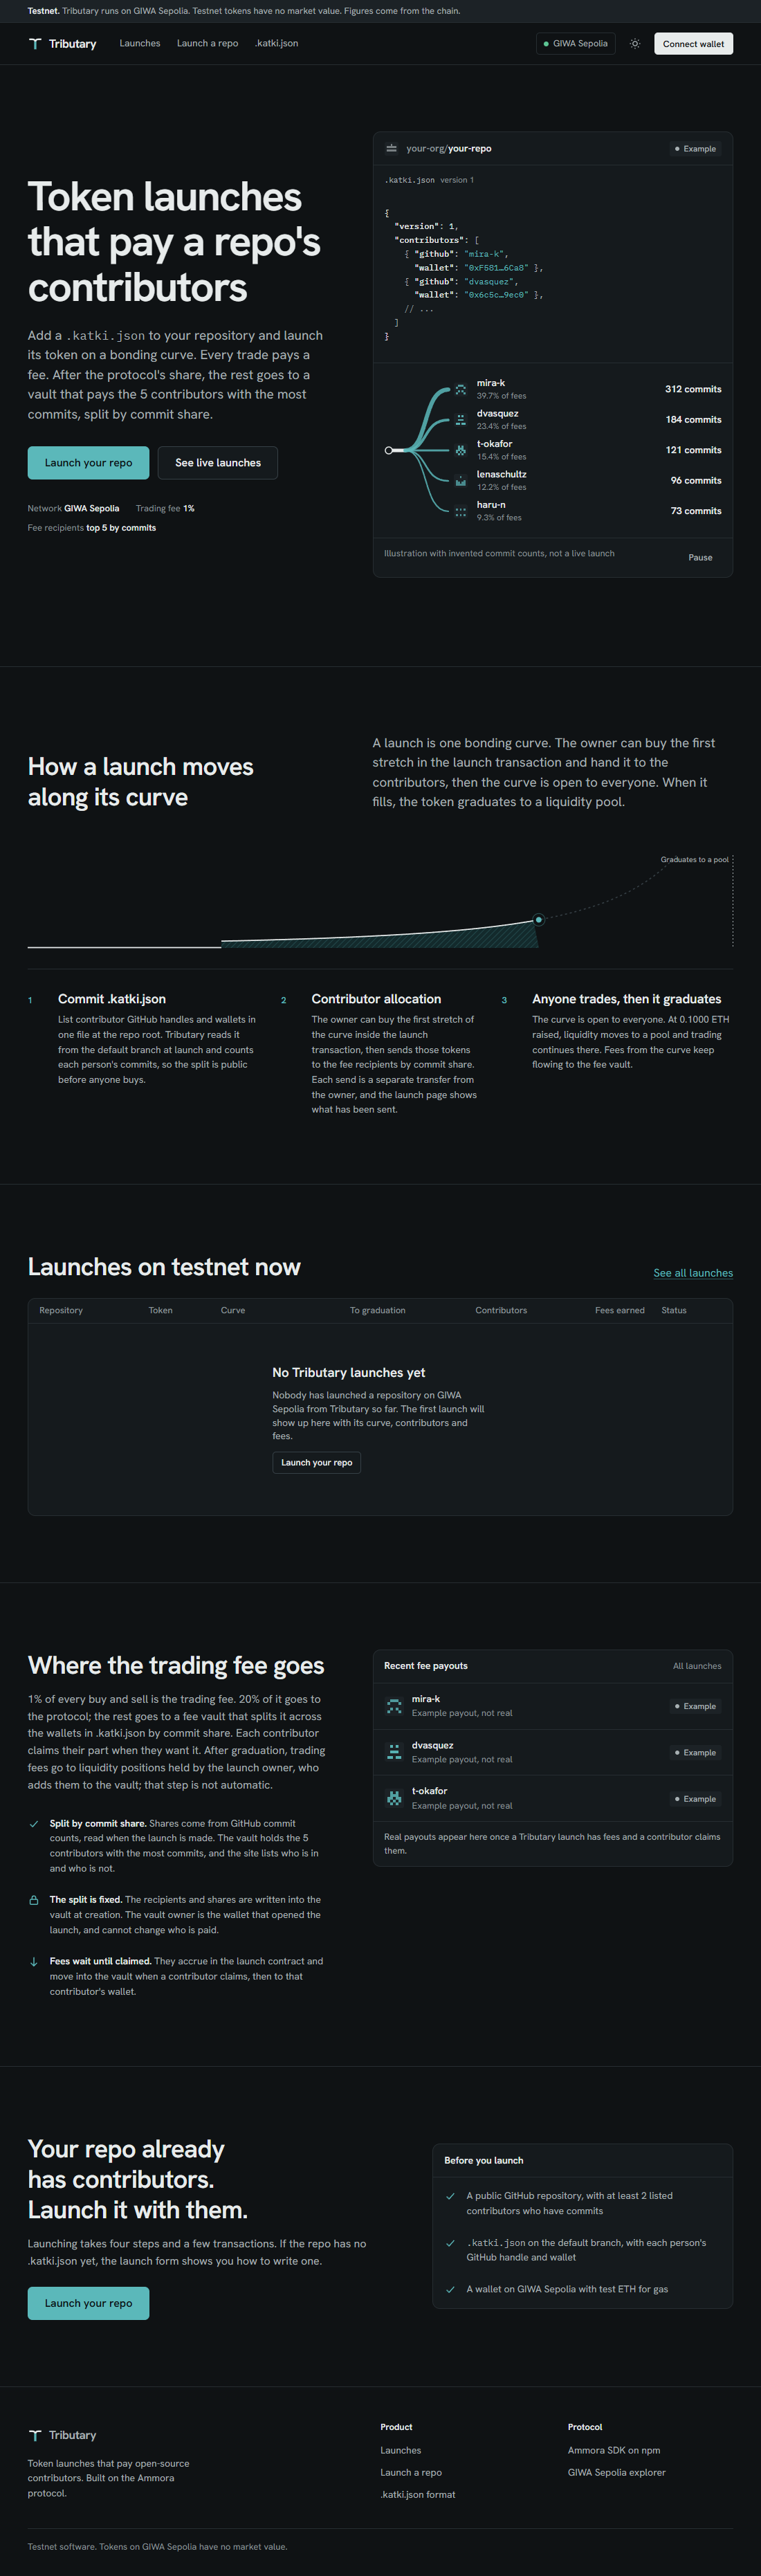 Testnet. Tributary runs on GIWA Sepolia. Testnet tokens have no market value. Figures come from the chain.
Tributary
Launches
Launch a repo
.katki.json
GIWA Sepolia
Connect wallet
Token launches
that pay a repo's
contributors
Add a .katki.json to your repository and launch
its token on a bonding curve. Every trade pays a
fee. After the protocol's share, the rest goes to a
vault that pays the 5 contributors with the most
commits, split by commit share.
Launch your repo
See live launches
Network GIWA Sepolia
Trading fee 1%
Fee recipients top 5 by commits
your-org/your-repo
Example
.katki.json version 1
{
"version": 1,
"contributors": [
{ "github": "mira-k",
"wallet": "0xF581…6Ca8" },
{ "github": "dvasquez",
"wallet": "0x6c5c…9ec0" },
// ...
]
}
mira-k
39.7% of fees
312 commits
dvasquez
23.4% of fees
184 commits
t-okafor
15.4% of fees
121 commits
lenaschultz
12.2% of fees
96 commits
haru-n
9.3% of fees
73 commits
Illustration with invented commit counts, not a live launch
Pause
How a launch moves
along its curve
A launch is one bonding curve. The owner can buy the first
stretch in the launch transaction and hand it to the
contributors, then the curve is open to everyone. When it
fills, the token graduates to a liquidity pool.
Graduates to a pool
1
Commit .katki.json
List contributor GitHub handles and wallets in
one file at the repo root. Tributary reads it
from the default branch at launch and counts
each person's commits, so the split is public
before anyone buys.
2
Contributor allocation
The owner can buy the first stretch of
the curve inside the launch
transaction, then sends those tokens
to the fee recipients by commit share.
Each send is a separate transfer from
the owner, and the launch page shows
what has been sent.
3
Anyone trades, then it graduates
The curve is open to everyone. At 0.1000 ETH
raised, liquidity moves to a pool and trading
continues there. Fees from the curve keep
flowing to the fee vault.
Launches on testnet now
See all launches
Repository
Token
Curve
To graduation
Contributors
Fees earned
Status
No Tributary launches yet
Nobody has launched a repository on GIWA
Sepolia from Tributary so far. The first launch will
show up here with its curve, contributors and
fees.
Launch your repo
Where the trading fee goes
1% of every buy and sell is the trading fee. 20% of it goes to
the protocol; the rest goes to a fee vault that splits it across
the wallets in .katki.json by commit share. Each contributor
claims their part when they want it. After graduation, trading
fees go to liquidity positions held by the launch owner, who
adds them to the vault; that step is not automatic.
Split by commit share. Shares come from GitHub commit
counts, read when the launch is made. The vault holds the 5
contributors with the most commits, and the site lists who is in
and who is not.
The split is fixed. The recipients and shares are written into the
vault at creation. The vault owner is the wallet that opened the
launch, and cannot change who is paid.
Fees wait until claimed. They accrue in the launch contract and
move into the vault when a contributor claims, then to that
contributor's wallet.
Recent fee payouts
All launches
mira-k
Example payout, not real
Example
dvasquez
Example payout, not real
Example
t-okafor
Example payout, not real
Example
Real payouts appear here once a Tributary launch has fees and a contributor claims
them.
Your repo already
has contributors.
Launch it with them.
Launching takes four steps and a few transactions. If the repo has no
.katki.json yet, the launch form shows you how to write one.
Launch your repo
Before you launch
A public GitHub repository, with at least 2 listed
contributors who have commits
.katki.json on the default branch, with each person's
GitHub handle and wallet
A wallet on GIWA Sepolia with test ETH for gas
Tributary
Token launches that pay open-source
contributors. Built on the Ammora
protocol.
Product
Launches
Launch a repo
.katki.json format
Protocol
Ammora SDK on npm
GIWA Sepolia explorer
Testnet software. Tokens on GIWA Sepolia have no market value.